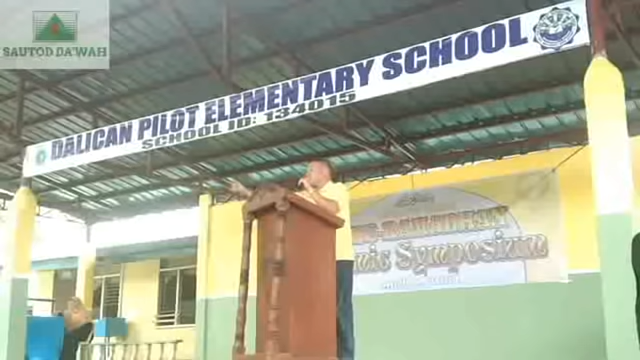 SAUTOD DA'WAH
DALICAN PILOT ELEMENTARY SCHOOL
SCHOOL ID. 134015
Symposium